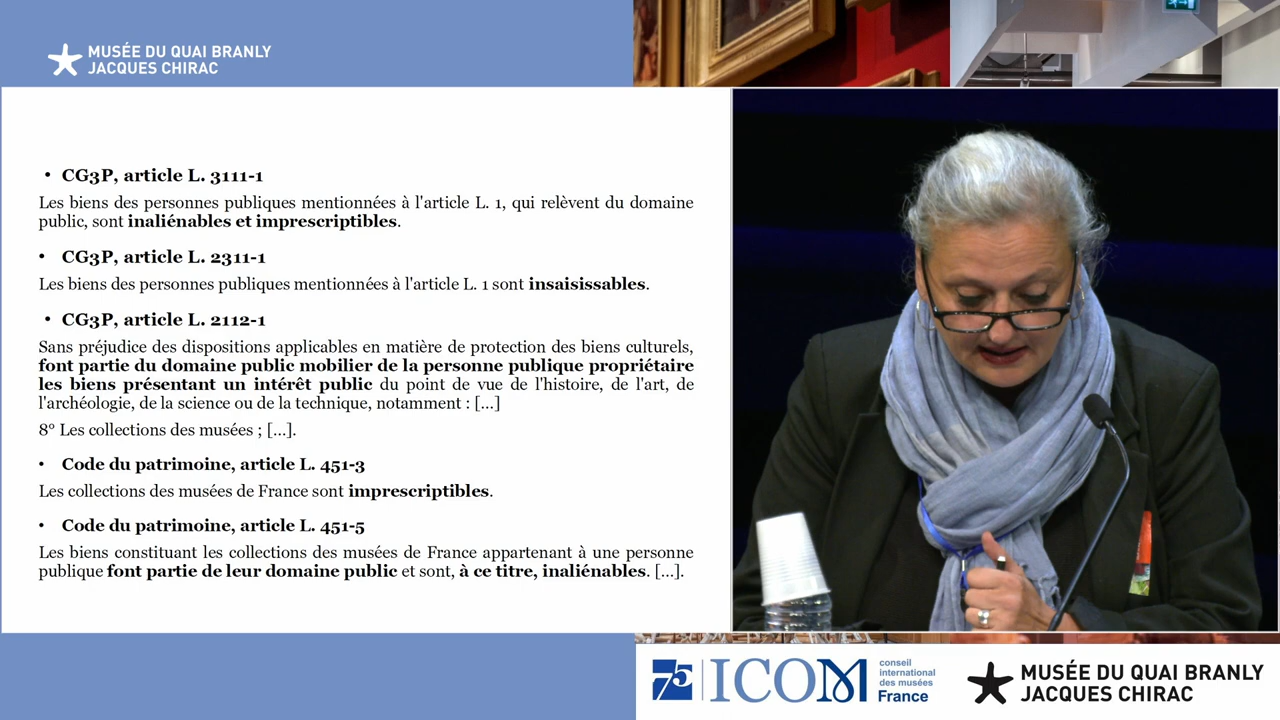 MUSÉE DU QUAI BRANLY
JACQUES CHIRAC
• CG3P, article L. 3111-1
Les biens des personnes publiques mentionnées à l'article L. 1, qui relèvent du domaine
public, sont inaliénables et imprescriptibles.
• CG3P, article L. 2311-1
Les biens des personnes publiques mentionnées à l'article L. 1 sont insaisissables.
• CG3P, article L. 2112-1
Sans préjudice des dispositions applicables en matière de protection des biens culturels,
font partie du domaine public mobilier de la personne publique propriétaire
les biens présentant un intérêt public du point de vue de l'histoire, de l'art, de
l'archéologie, de la science ou de la technique, notamment : [...]
8° Les collections des musées ; [...].
• Code du patrimoine, article L. 451-3
Les collections des musées de France sont imprescriptibles.
• Code du patrimoine, article L. 451-5
Les biens constituant les collections des musées de France appartenant à une personne
publique font partie de leur domaine public et sont, à ce titre, inaliénables. [...].
75
ICOM
conseil
international
des musées
France
MUSÉE DU QUAI BRANLY
JACQUES CHIRAC